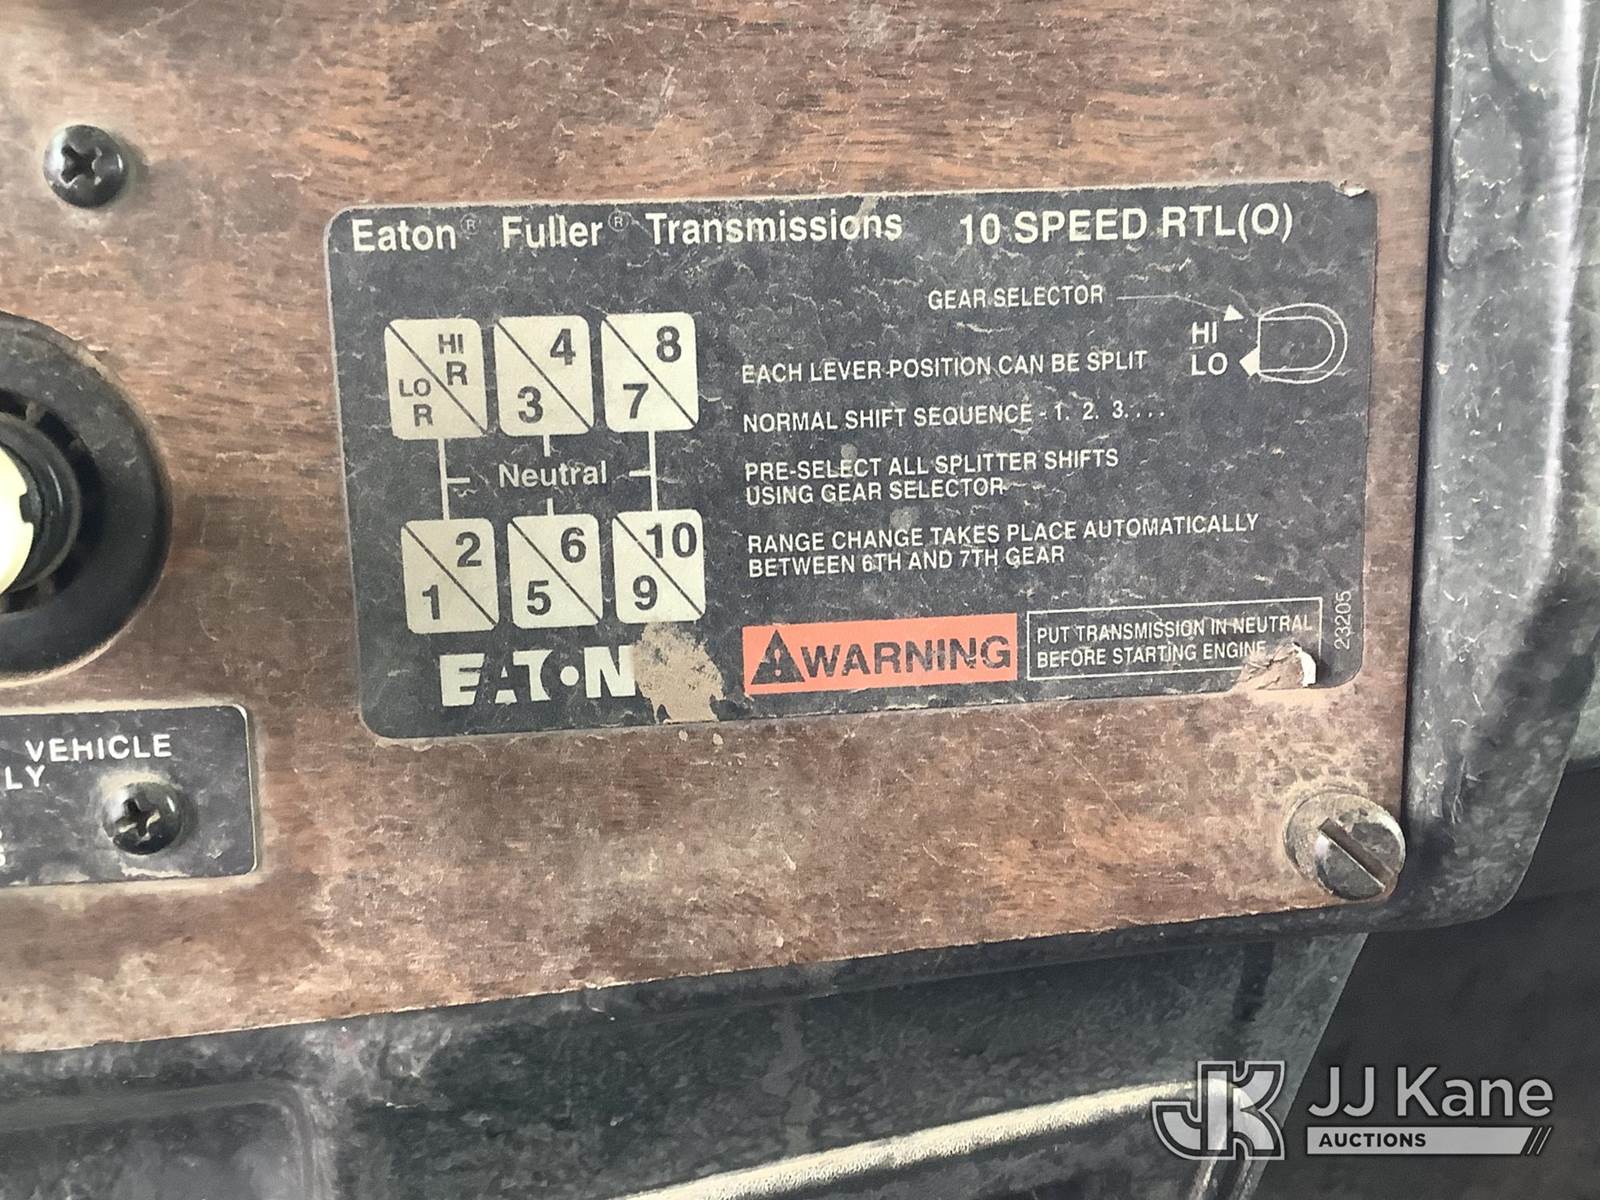 Eaton® Fuller® Transmissions 10 SPEED RTL(O)
GEAR SELECTOR
HI
LO
HI
R
LO
R
4
3
8
7
Neutral
2
1
6
5
10
9
EACH LEVER POSITION CAN BE SPLIT
NORMAL SHIFT SEQUENCE - 1. 2. 3. . . .
PRE-SELECT ALL SPLITTER SHIFTS
USING GEAR SELECTOR
RANGE CHANGE TAKES PLACE AUTOMATICALLY
BETWEEN 6TH AND 7TH GEAR
EATON
WARNING
PUT TRANSMISSION IN NEUTRAL
BEFORE STARTING ENGINE
23205
VEHICLE
LY
JK JJ Kane
AUCTIONS